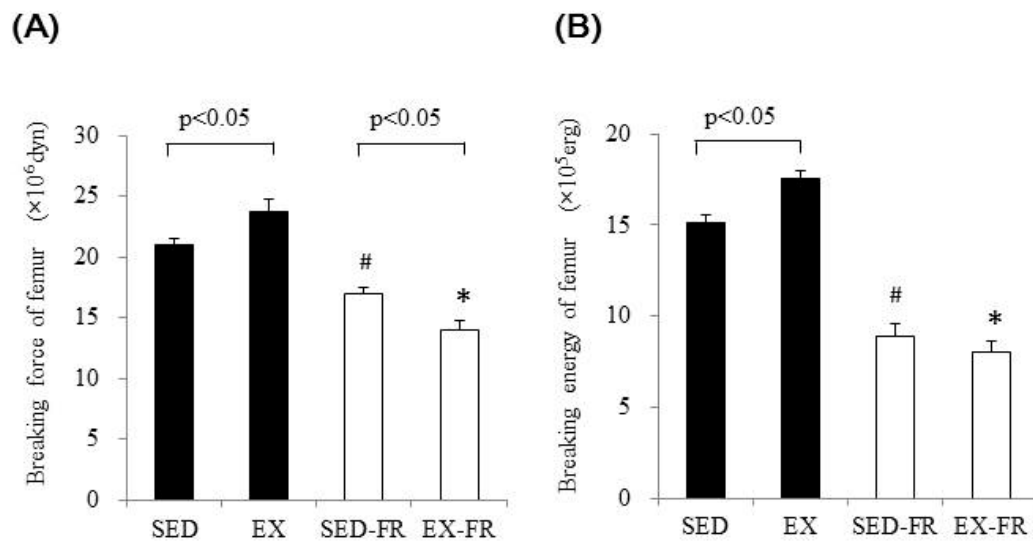 (A)
p<0.05
p<0.05
Breaking force of femur (×10⁶dyn)
30
25
20
15
10
5
0
#
*
SED
EX
SED-FR
EX-FR
(B)
p<0.05
Breaking energy of femur (×10⁵erg)
20
15
10
5
0
#
*
SED
EX
SED-FR
EX-FR